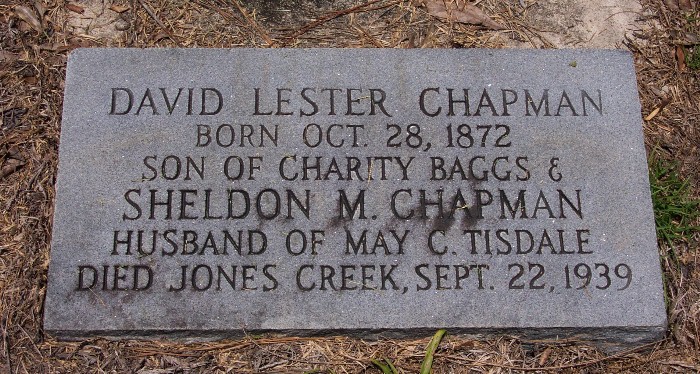 DAVID LESTER CHAPMAN
BORN OCT. 28, 1872
SON OF CHARITY BAGGS &
SHELDON M. CHAPMAN
HUSBAND OF MAY C. TISDALE
DIED JONES CREEK, SEPT. 22, 1939